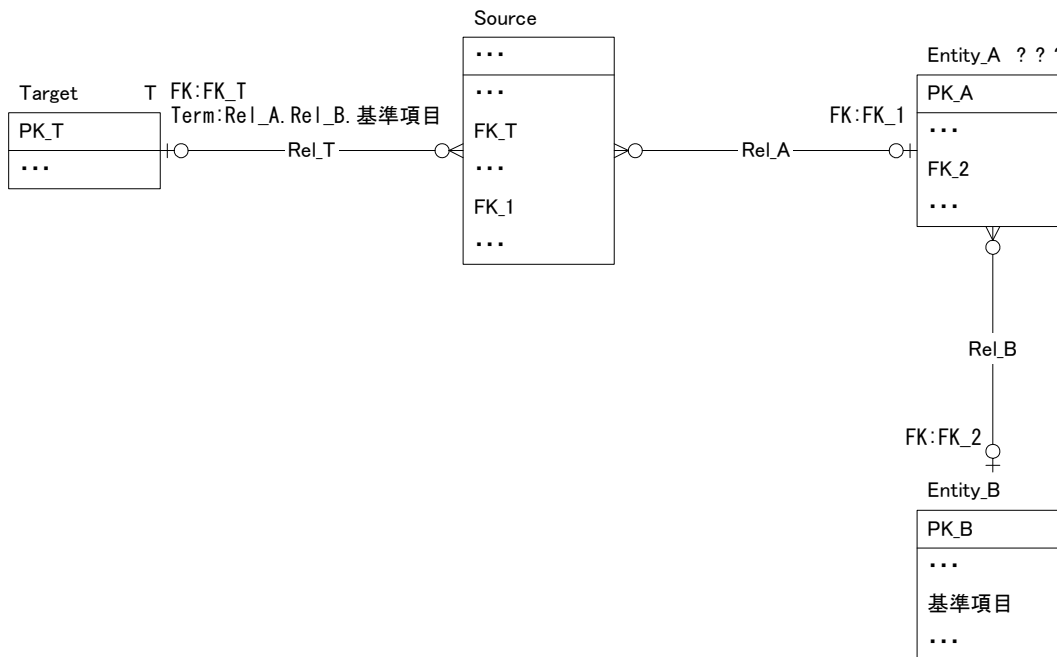 Source
･･･
･･･
FK_T
･･･
FK_1
･･･
Target T
PK_T
･･･
FK:FK_T
Term:Rel_A.Rel_B.基準項目
Rel_T
Rel_A
FK:FK_1
Entity_A ? ? ?
PK_A
･･･
FK_2
･･･
Rel_B
FK:FK_2
Entity_B
PK_B
･･･
基準項目
･･･